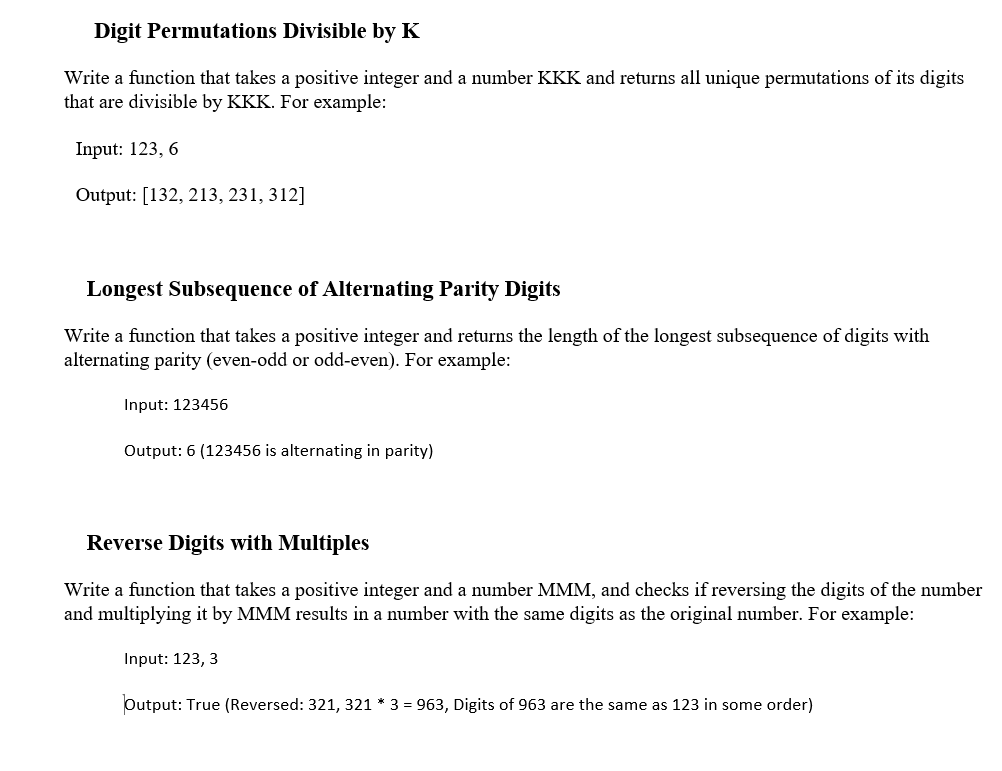 Digit Permutations Divisible by K
Write a function that takes a positive integer and a number KKK and returns all unique permutations of its digits
that are divisible by KKK. For example:
Input: 123, 6
Output: [132, 213, 231, 312]
Longest Subsequence of Alternating Parity Digits
Write a function that takes a positive integer and returns the length of the longest subsequence of digits with
alternating parity (even-odd or odd-even). For example:
Input: 123456
Output: 6 (123456 is alternating in parity)
Reverse Digits with Multiples
Write a function that takes a positive integer and a number MMM, and checks if reversing the digits of the number
and multiplying it by MMM results in a number with the same digits as the original number. For example:
Input: 123, 3
Output: True (Reversed: 321, 321 * 3 = 963, Digits of 963 are the same as 123 in some order)